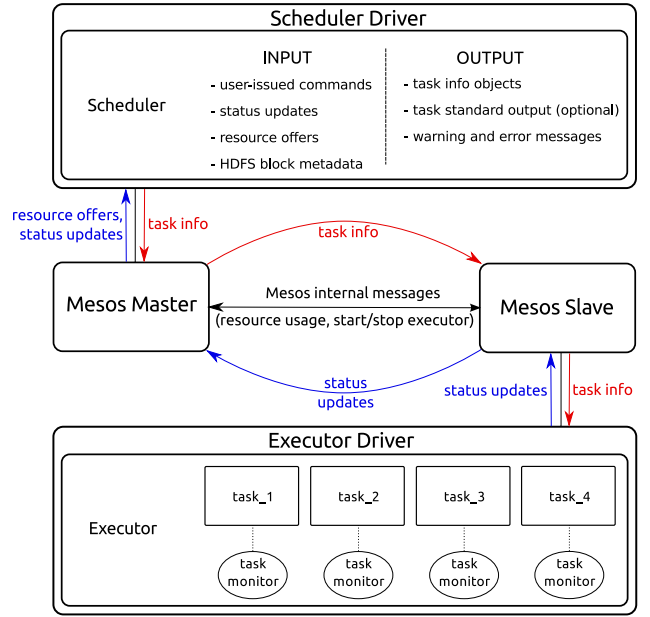 Scheduler Driver
INPUT
OUTPUT
Scheduler
- user-issued commands
- status updates
- resource offers
- HDFS block metadata
- task info objects
- task standard output (optional)
- warning and error messages
resource offers,
status updates
task info
task info
Mesos Master
Mesos internal messages
(resource usage, start/stop executor)
Mesos Slave
status
updates
status updates
task info
Executor Driver
Executor
task_1
task_2
task_3
task_4
task
monitor
task
monitor
task
monitor
task
monitor